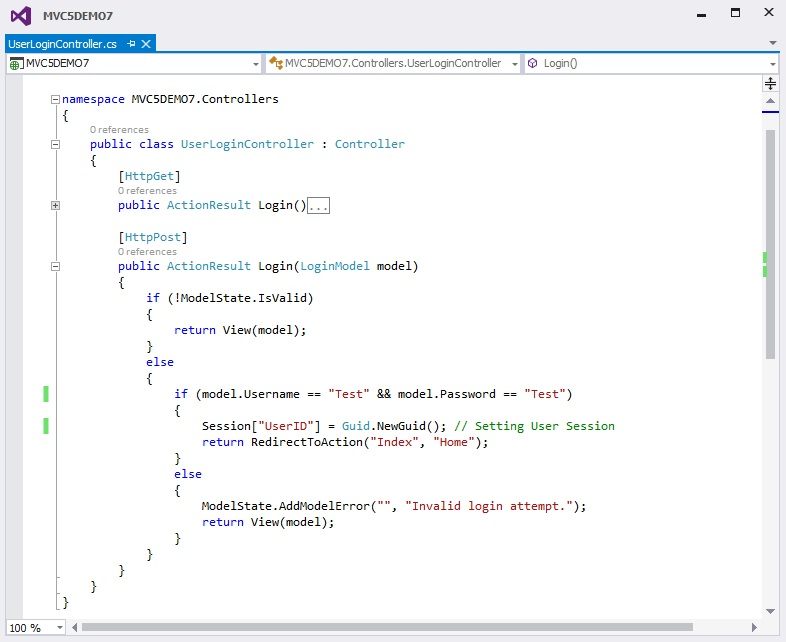 MVC5DEMO7
UserLoginController.cs
MVC5DEMO7 MVC5DEMO7.Controllers.UserLoginController Login()
namespace MVC5DEMO7.Controllers
{
0 references
public class UserLoginController : Controller
{
[HttpGet]
0 references
public ActionResult Login()...
[HttpPost]
0 references
public ActionResult Login(LoginModel model)
{
if (!ModelState.IsValid)
{
return View(model);
}
else
{
if (model.Username == "Test" && model.Password == "Test")
{
Session["UserID"] = Guid.NewGuid(); // Setting User Session
return RedirectToAction("Index", "Home");
}
else
{
ModelState.AddModelError("", "Invalid login attempt.");
return View(model);
}
}
}
}
}
100 %